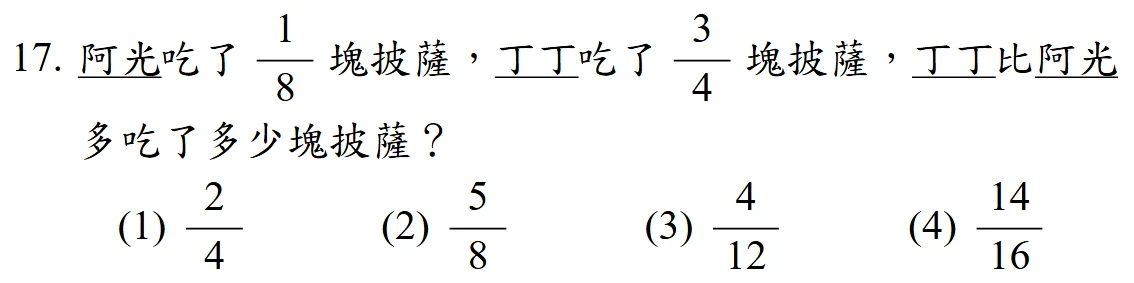 17. 阿光吃了 1/8 塊披薩，丁丁吃了 3/4 塊披薩，丁丁比阿光
多吃了多少塊披薩？
(1) 2/4 (2) 5/8 (3) 4/12 (4) 14/16